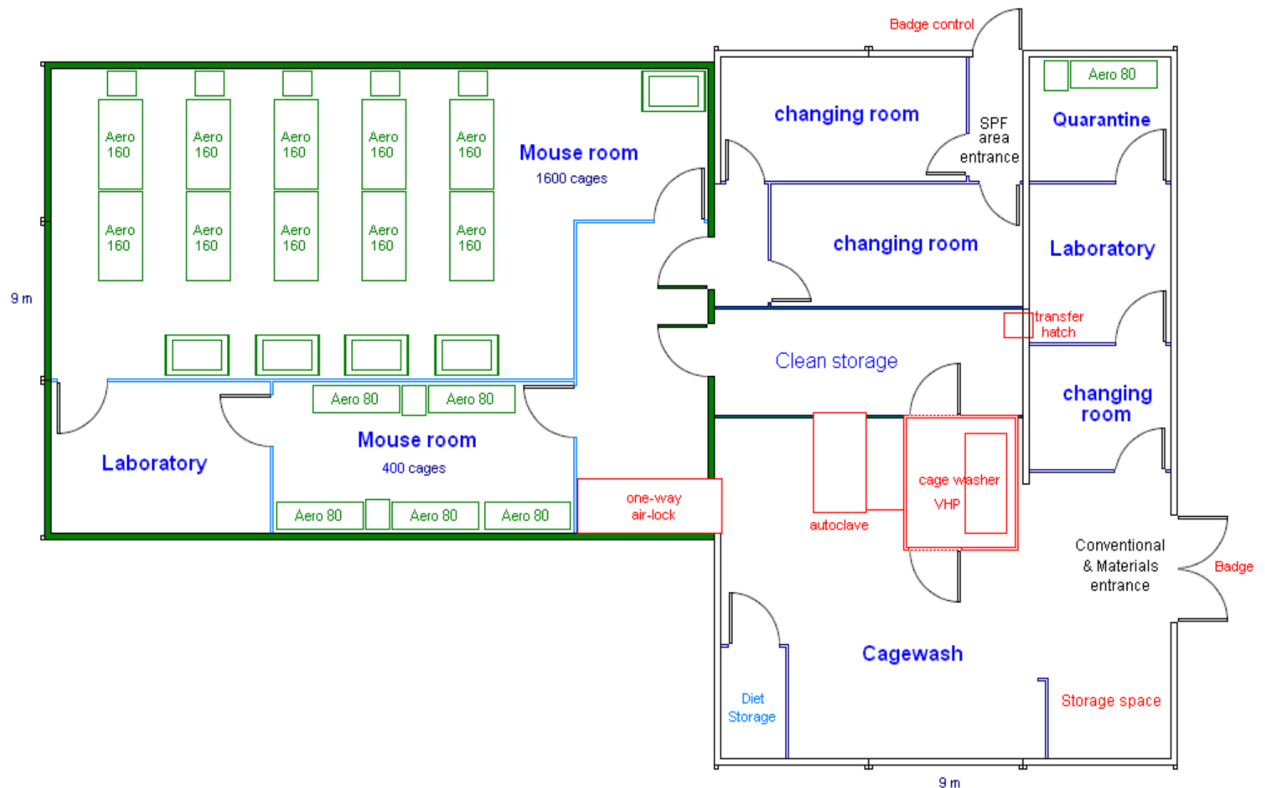 Badge control
Aero 80
changing room
Quarantine
SPF
area
entrance
Aero
160
Aero
160
Aero
160
Aero
160
Aero
160
Mouse room
1600 cages
Aero
160
Aero
160
Aero
160
Aero
160
Aero
160
changing room
Laboratory
9 m
transfer
hatch
Clean storage
changing
room
Aero 80
Aero 80
Mouse room
400 cages
Laboratory
cage washer
VHP
one-way
air-lock
autoclave
Aero 80
Aero 80
Aero 80
Conventional
& Materials
entrance
Badge
Cagewash
Diet
Storage
Storage space
9 m